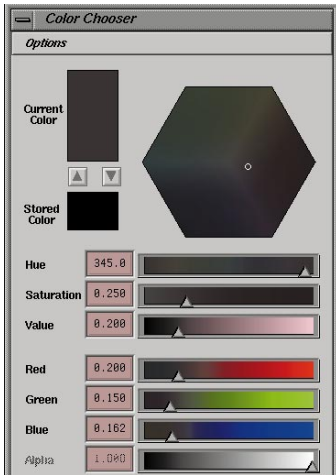 Color Chooser
Options
Current
Color
Stored
Color
Hue 345.0
Saturation 0.250
Value 0.200
Red 0.200
Green 0.150
Blue 0.162
Alpha 1.000